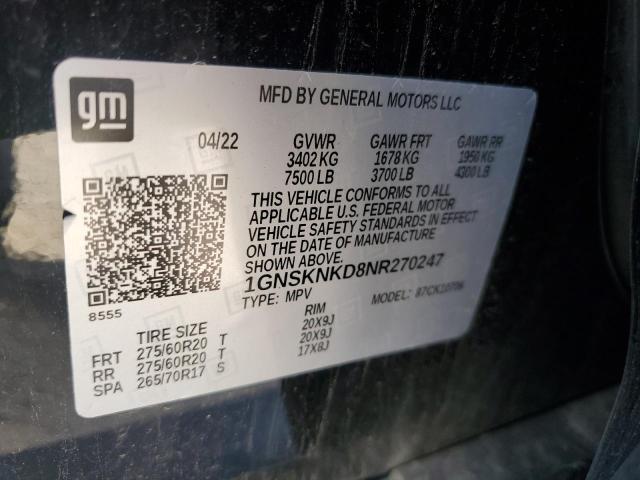 gm
MFD BY GENERAL MOTORS LLC
04/22 GVWR GAWR FRT GAWR RR
3402 KG 1678 KG 1950 KG
7500 LB 3700 LB 4300 LB
THIS VEHICLE CONFORMS TO ALL
APPLICABLE U.S. FEDERAL MOTOR
VEHICLE SAFETY STANDARDS IN EFFECT
ON THE DATE OF MANUFACTURE
SHOWN ABOVE.
1GNSKNKD8NR270247
TYPE: MPV MODEL: 87CK10706
8555
TIRE SIZE RIM
FRT 275/60R20 T 20X9J
RR 275/60R20 T 20X9J
SPA 265/70R17 S 17X8J